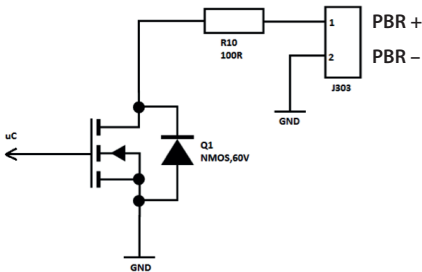 R10
100R
1
PBR +
2
PBR –
J303
GND
uC
Q1
NMOS,60V
GND